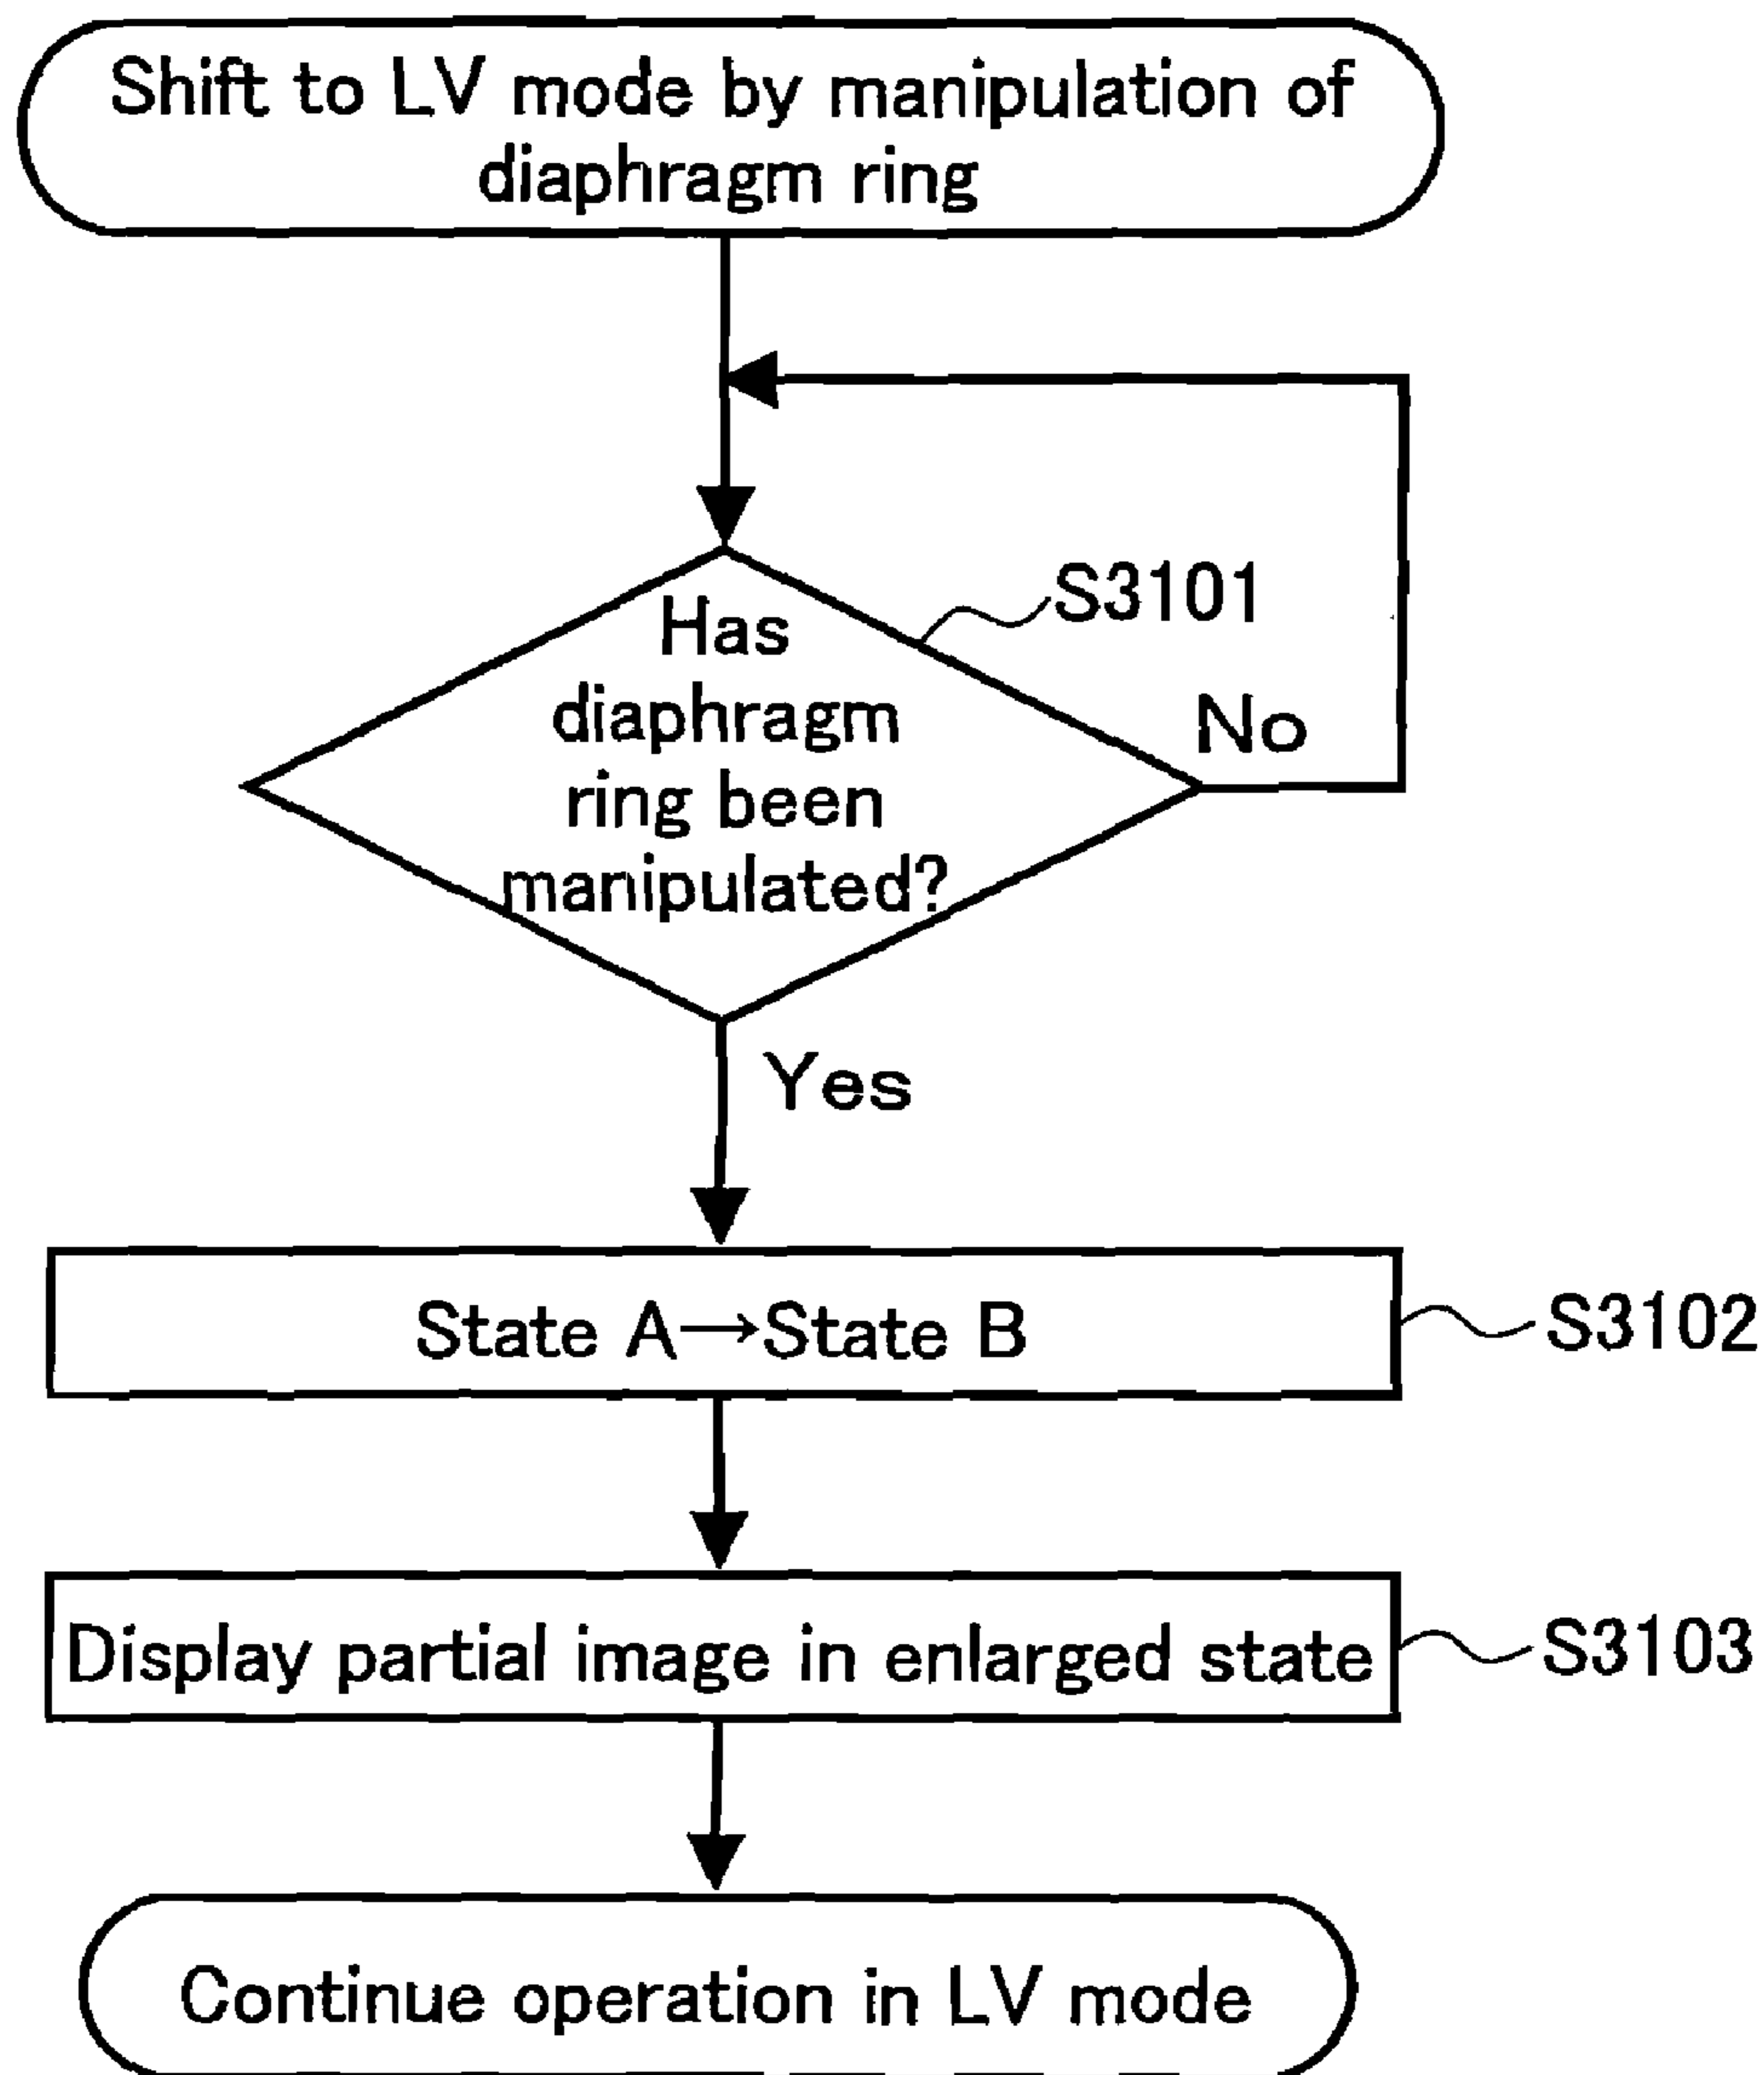 Shift to LV mode by manipulation of
diaphragm ring
S3101
Has
diaphragm
ring been
manipulated?
No
Yes
State A→State B
S3102
Display partial image in enlarged state
S3103
Continue operation in LV mode